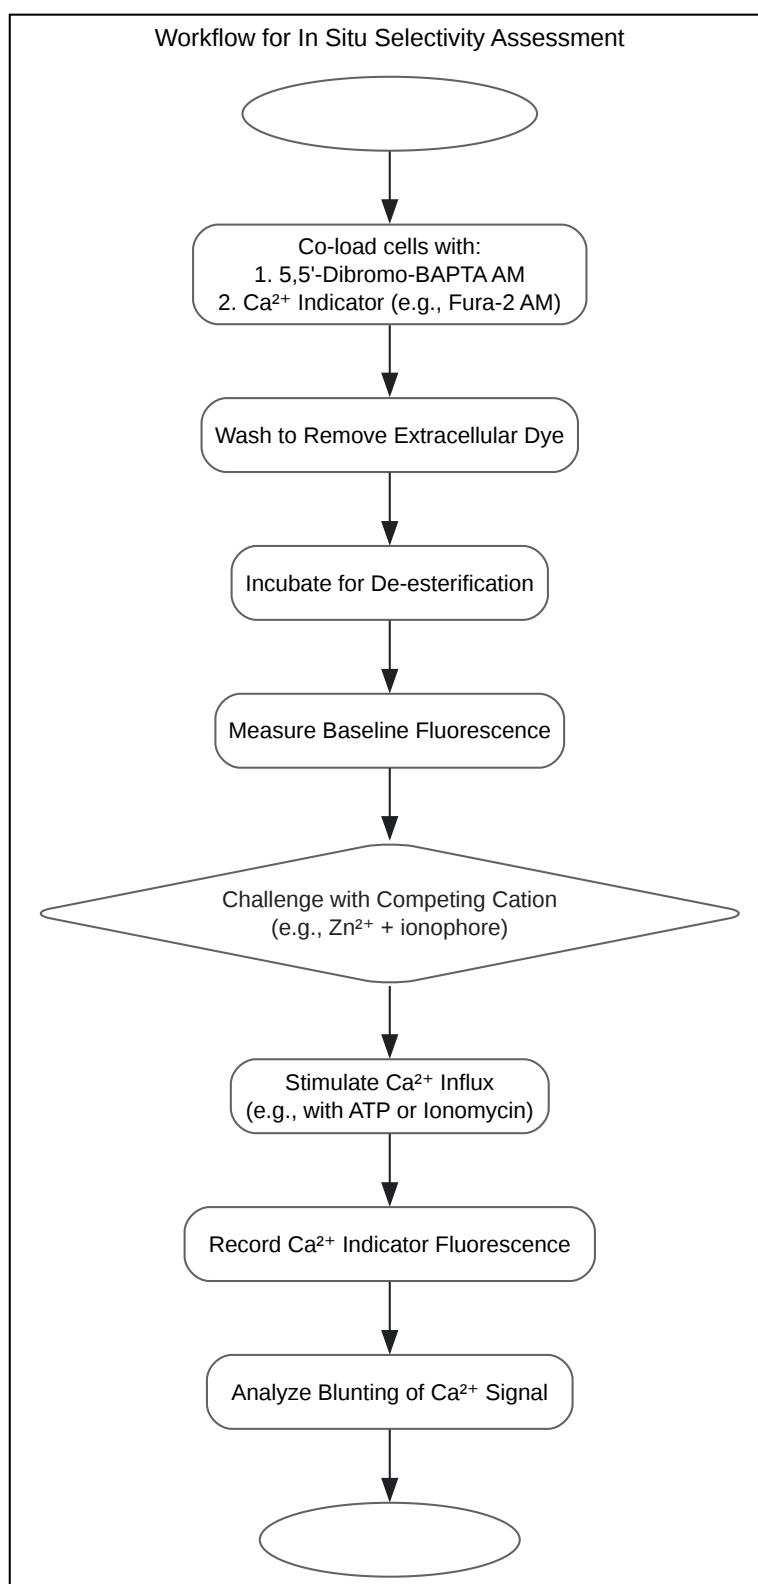 Workflow for In Situ Selectivity Assessment
Co-load cells with:
1. 5,5'-Dibromo-BAPTA AM
2. Ca²⁺ Indicator (e.g., Fura-2 AM)
Wash to Remove Extracellular Dye
Incubate for De-esterification
Measure Baseline Fluorescence
Challenge with Competing Cation
(e.g., Zn²⁺ + ionophore)
Stimulate Ca²⁺ Influx
(e.g., with ATP or Ionomycin)
Record Ca²⁺ Indicator Fluorescence
Analyze Blunting of Ca²⁺ Signal